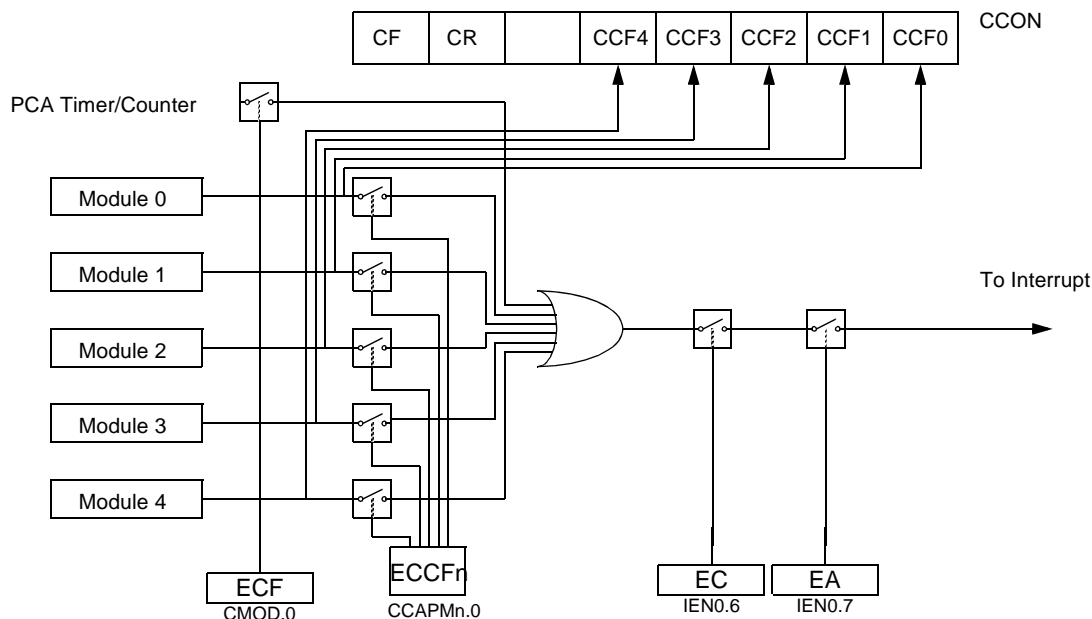 CF CR CCF4 CCF3 CCF2 CCF1 CCF0 CCON
PCA Timer/Counter
Module 0
Module 1
To Interrupt
Module 2
Module 3
Module 4
ECF
CMOD.0
ECCFn
CCAPMn.0
EC
IEN0.6
EA
IEN0.7